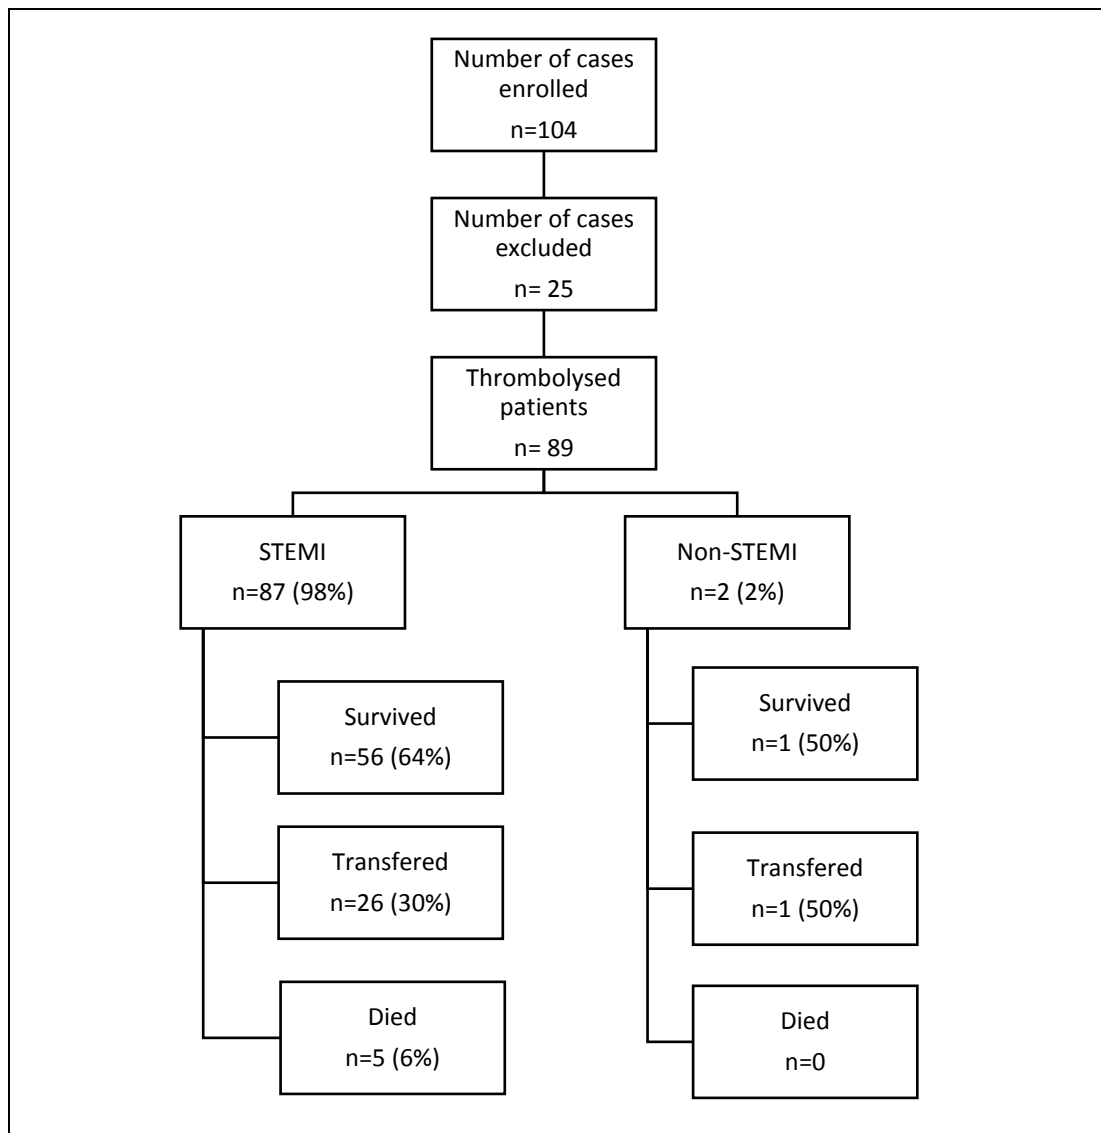 Number of cases
enrolled
n=104
Number of cases
excluded
n= 25
Thrombolysed
patients
n= 89
STEMI
n=87 (98%)
Non-STEMI
n=2 (2%)
Survived
n=56 (64%)
Transfered
n=26 (30%)
Died
n=5 (6%)
Survived
n=1 (50%)
Transfered
n=1 (50%)
Died
n=0